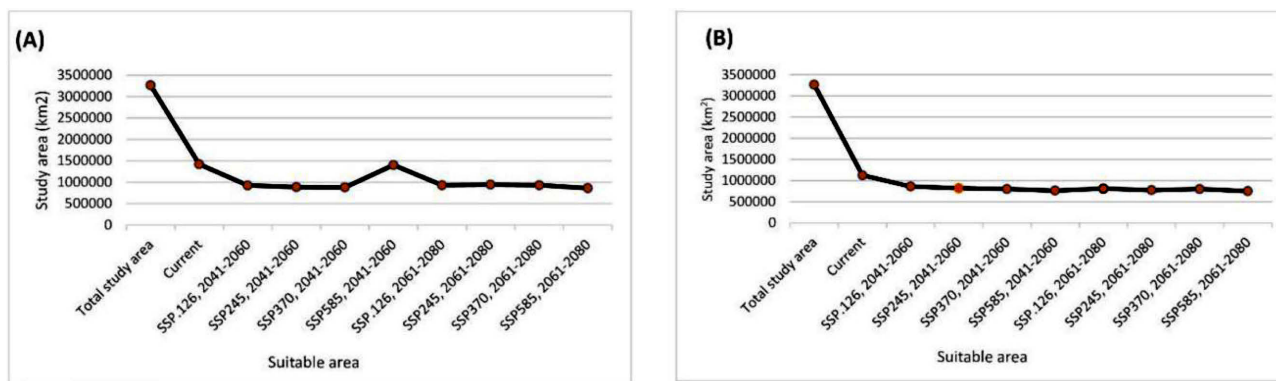 (A)
Study area (km2)
3500000
3000000
2500000
2000000
1500000
1000000
500000
0
Total study area
Current
SSP.126, 2041-2060
SSP245, 2041-2060
SSP370, 2041-2060
SSP585, 2041-2060
SSP.126, 2061-2080
SSP245, 2061-2080
SSP370, 2061-2080
SSP585, 2061-2080
Suitable area
(B)
Study area (km²)
3500000
3000000
2500000
2000000
1500000
1000000
500000
0
Total study area
Current
SSP.126, 2041-2060
SSP245, 2041-2060
SSP370, 2041-2060
SSP585, 2041-2060
SSP.126, 2061-2080
SSP245, 2061-2080
SSP370, 2061-2080
SSP585, 2061-2080
Suitable area